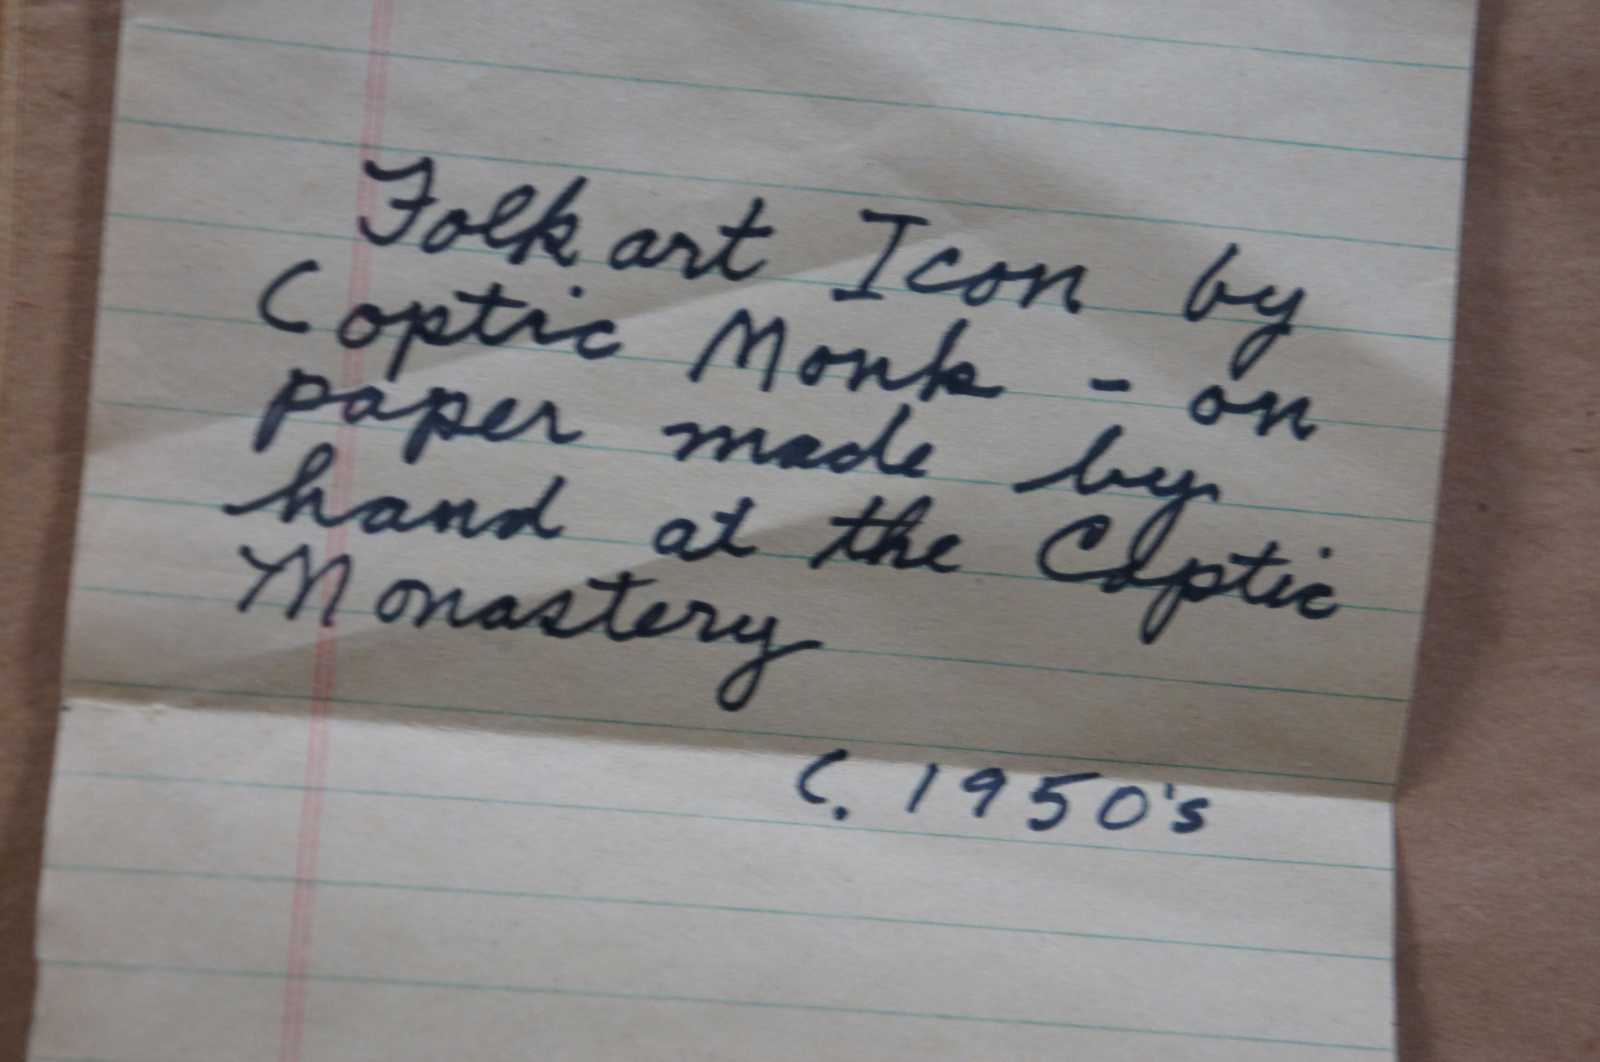 Folk art Icon by
Coptic Monk - on
paper made by
hand at the Coptic
Monastery
C. 1950's